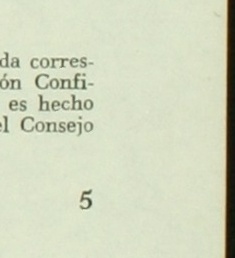 da corres-
ón Confi-
es hecho
el Consejo
5